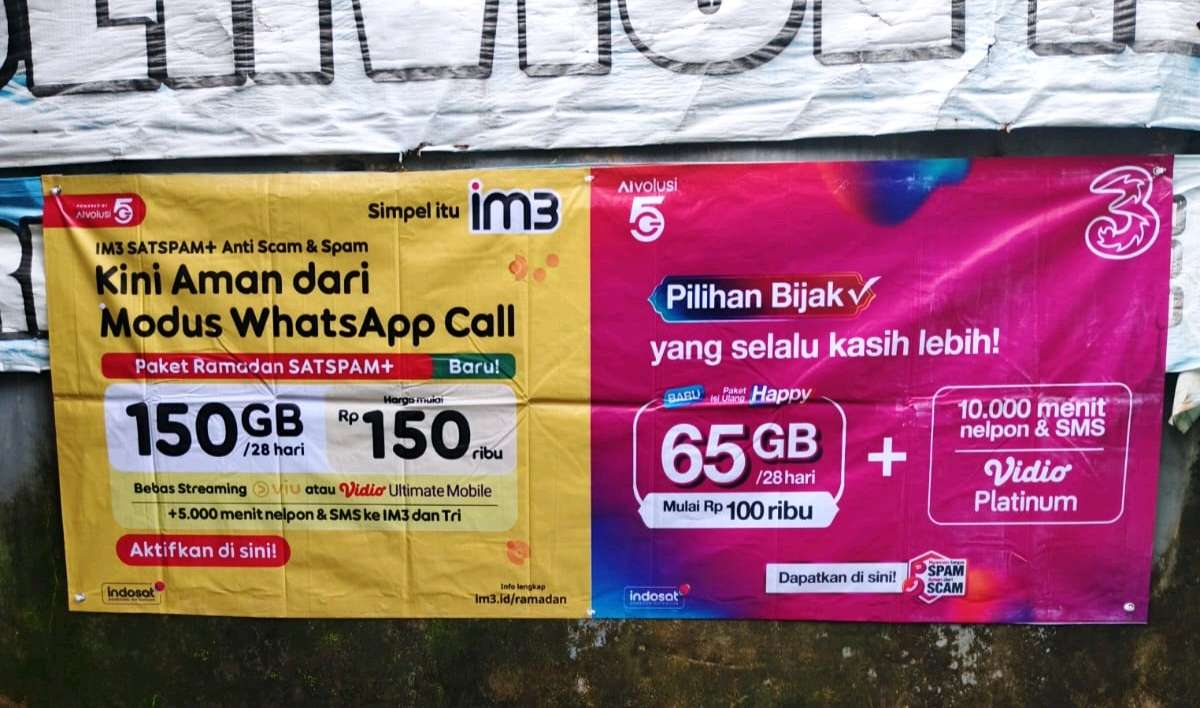 POWERED BY
AIvolusi 5G
Simpel itu im3
IM3 SATSPAM+ Anti Scam & Spam
Kini Aman dari
Modus WhatsApp Call
Paket Ramadan SATSPAM+ Baru!
150GB /28 hari
Harga mulai
Rp 150 ribu
Bebas Streaming viu atau Vidio Ultimate Mobile
+5.000 menit nelpon & SMS ke IM3 dan Tri
Aktifkan di sini!
indosat
Info lengkap
im3.id/ramadan
AIvolusi
5G
3
Pilihan Bijak
yang selalu kasih lebih!
BARU Paket Isi Ulang Happy
65GB /28 hari
Mulai Rp 100 ribu
+
10.000 menit
nelpon & SMS
Vidio
Platinum
Dapatkan di sini!
SPAM
SCAM
indosat